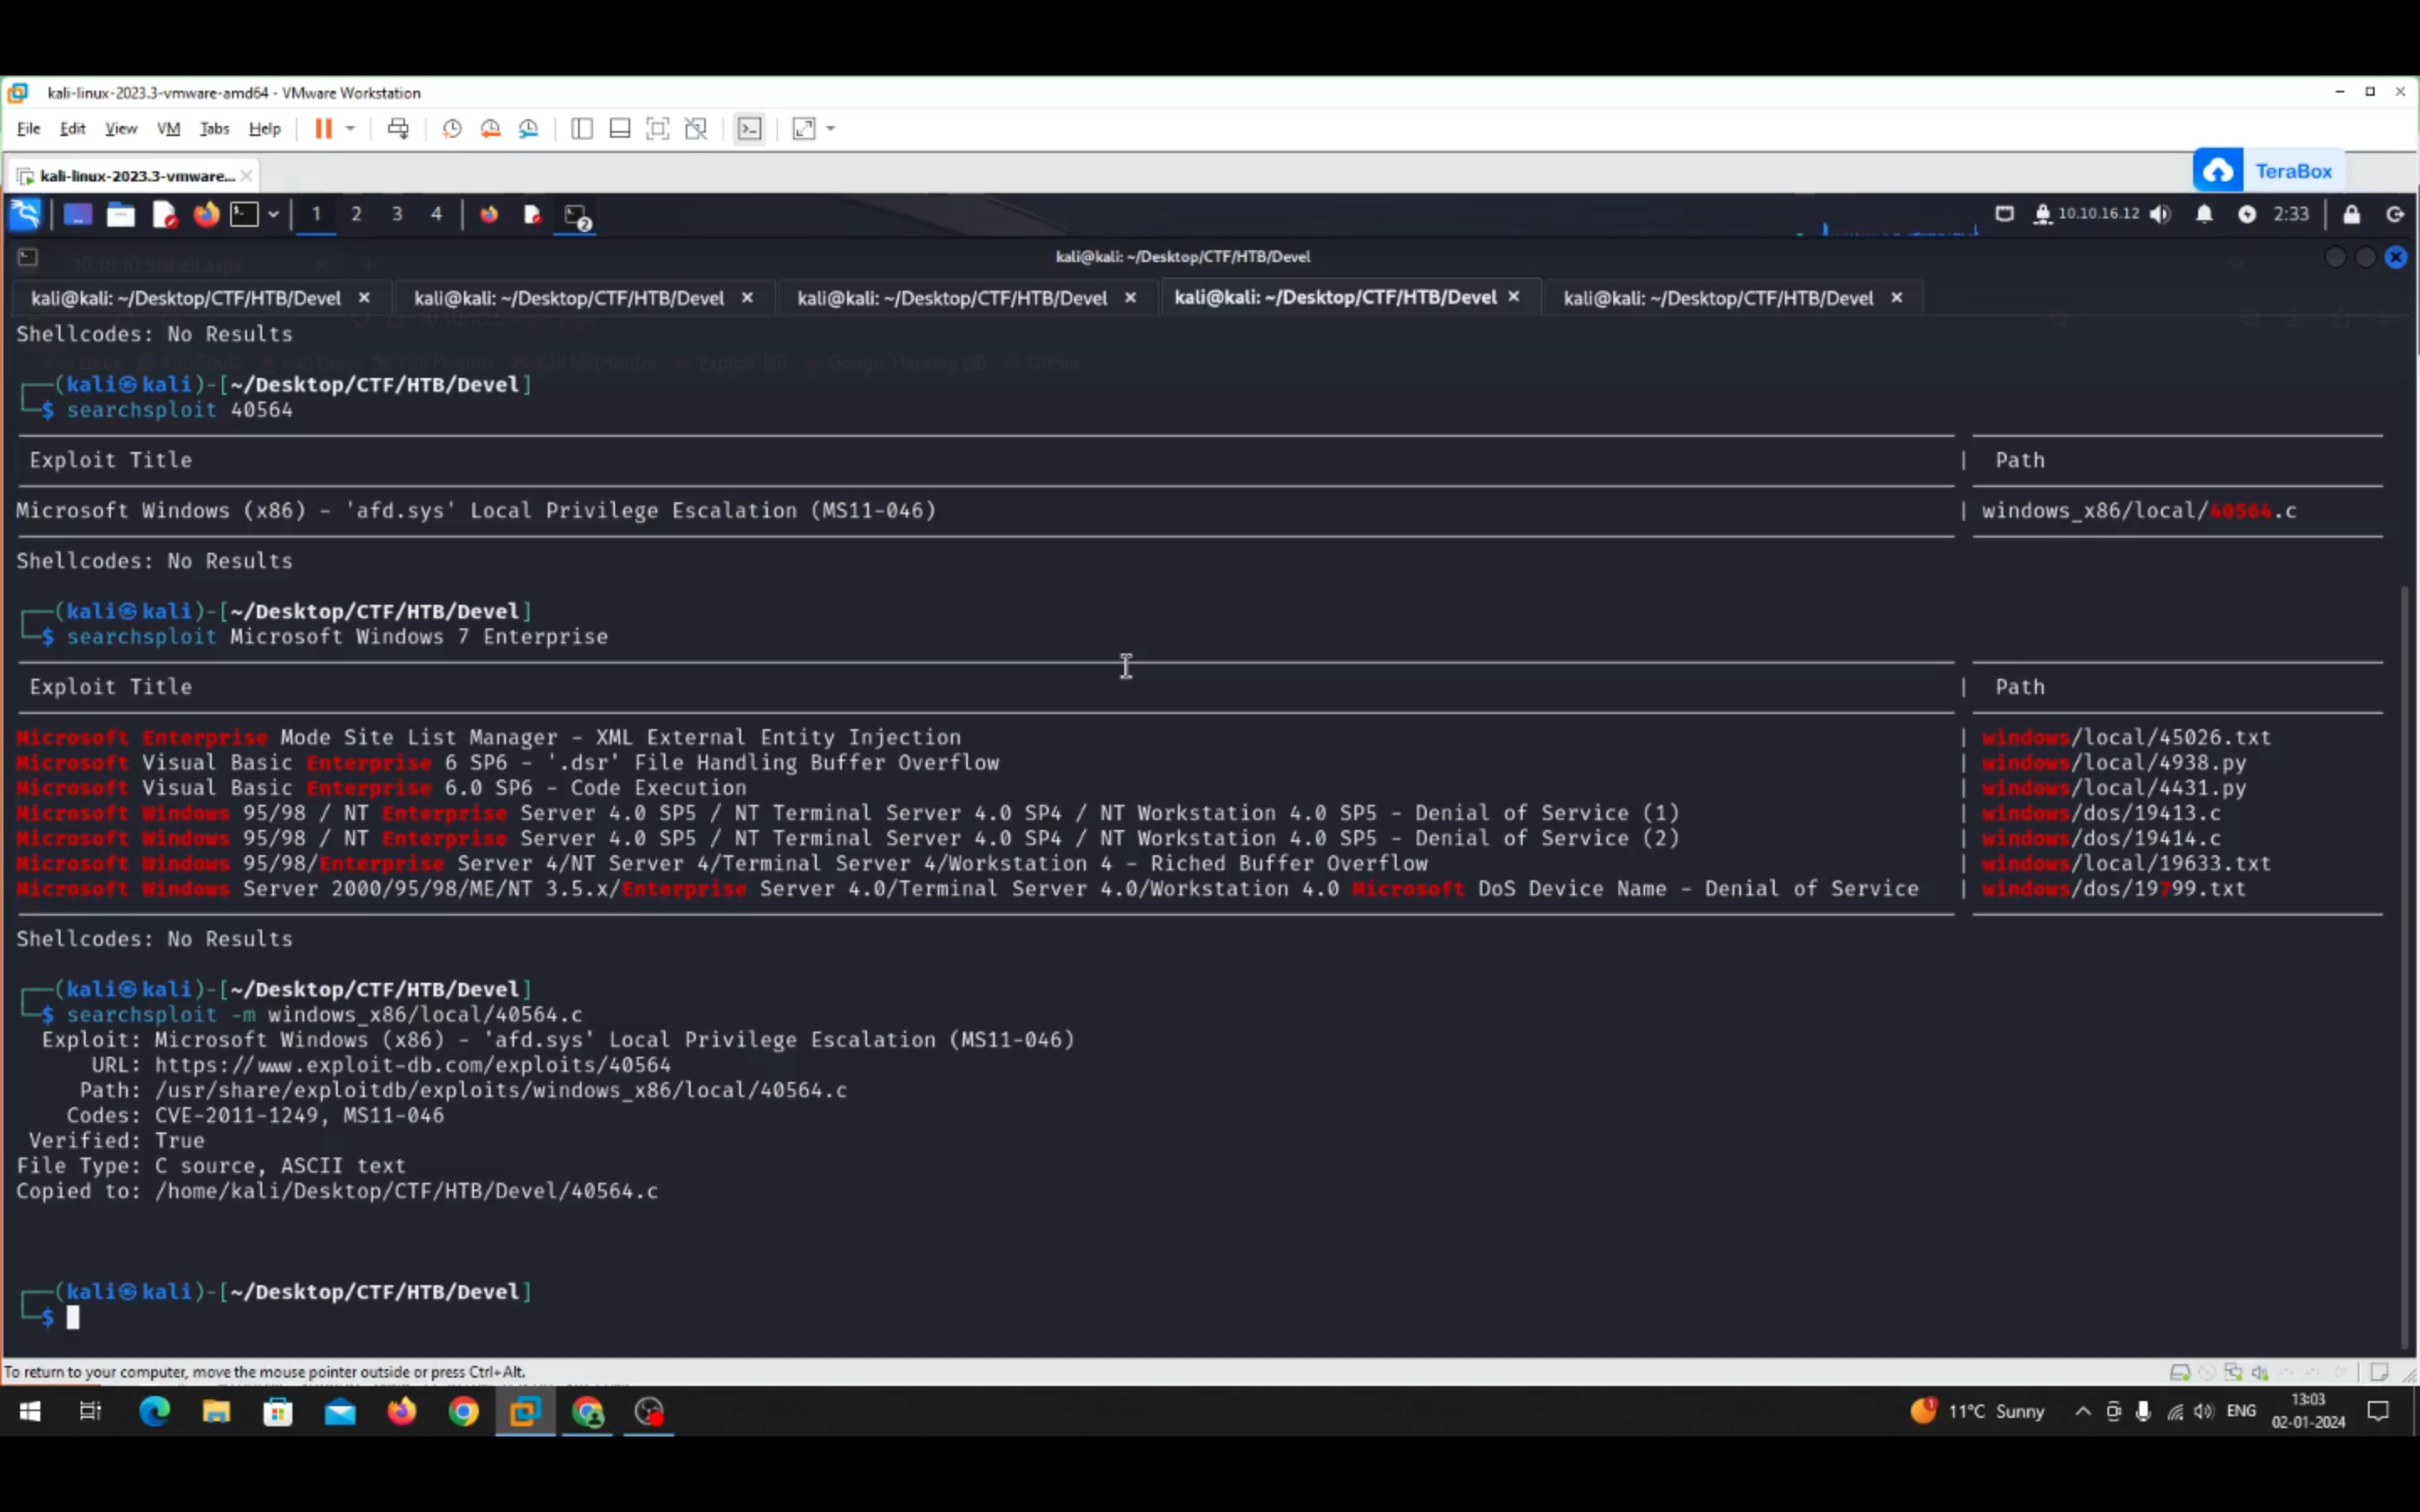 kali-linux-2023.3-vmware-amd64 - VMware Workstation
File Edit View VM Tabs Help
kali-linux-2023.3-vmware...
TeraBox
1 2 3 4
2
10.10.16.12
2:33
kali@kali: ~/Desktop/CTF/HTB/Devel
kali@kali: ~/Desktop/CTF/HTB/Devel kali@kali: ~/Desktop/CTF/HTB/Devel kali@kali: ~/Desktop/CTF/HTB/Devel kali@kali: ~/Desktop/CTF/HTB/Devel kali@kali: ~/Desktop/CTF/HTB/Devel
Shellcodes: No Results
(kali㉿kali)-[~/Desktop/CTF/HTB/Devel]
$ searchsploit 40564
Exploit Title | Path
Microsoft Windows (x86) - 'afd.sys' Local Privilege Escalation (MS11-046) | windows_x86/local/40564.c
Shellcodes: No Results
(kali㉿kali)-[~/Desktop/CTF/HTB/Devel]
$ searchsploit Microsoft Windows 7 Enterprise
Exploit Title | Path
Microsoft Enterprise Mode Site List Manager - XML External Entity Injection | windows/local/45026.txt
Microsoft Visual Basic Enterprise 6 SP6 - '.dsr' File Handling Buffer Overflow | windows/local/4938.py
Microsoft Visual Basic Enterprise 6.0 SP6 - Code Execution | windows/local/4431.py
Microsoft Windows 95/98 / NT Enterprise Server 4.0 SP5 / NT Terminal Server 4.0 SP4 / NT Workstation 4.0 SP5 - Denial of Service (1) | windows/dos/19413.c
Microsoft Windows 95/98 / NT Enterprise Server 4.0 SP5 / NT Terminal Server 4.0 SP4 / NT Workstation 4.0 SP5 - Denial of Service (2) | windows/dos/19414.c
Microsoft Windows 95/98/Enterprise Server 4/NT Server 4/Terminal Server 4/Workstation 4 - Riched Buffer Overflow | windows/local/19633.txt
Microsoft Windows Server 2000/95/98/ME/NT 3.5.x/Enterprise Server 4.0/Terminal Server 4.0/Workstation 4.0 Microsoft DoS Device Name - Denial of Service | windows/dos/19799.txt
Shellcodes: No Results
(kali㉿kali)-[~/Desktop/CTF/HTB/Devel]
$ searchsploit -m windows_x86/local/40564.c
Exploit: Microsoft Windows (x86) - 'afd.sys' Local Privilege Escalation (MS11-046)
URL: https://www.exploit-db.com/exploits/40564
Path: /usr/share/exploitdb/exploits/windows_x86/local/40564.c
Codes: CVE-2011-1249, MS11-046
Verified: True
File Type: C source, ASCII text
Copied to: /home/kali/Desktop/CTF/HTB/Devel/40564.c
(kali㉿kali)-[~/Desktop/CTF/HTB/Devel]
$
To return to your computer, move the mouse pointer outside or press Ctrl+Alt.
1
11°C Sunny
ENG
13:03
02-01-2024